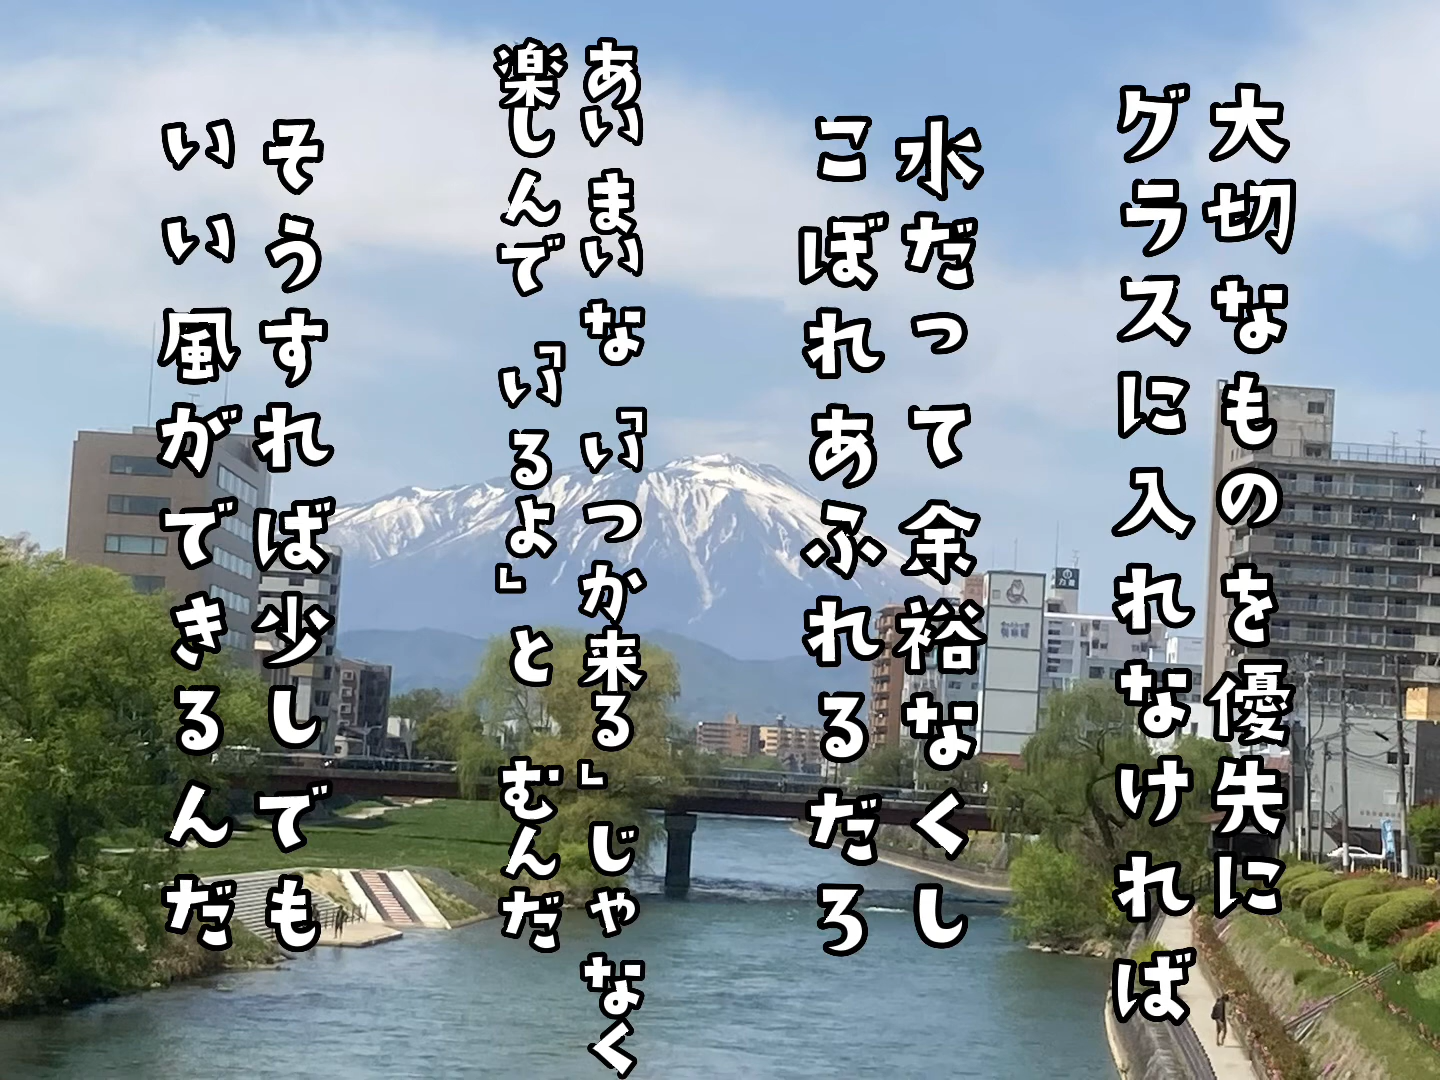 大切なものを優先に
グラスに入れなければ
水だって余裕なくし
こぼれあふれるだろ
あいまいな「いつか来る」じゃなく
楽しんで「いるよ」と むんだ
そうすれば少しでも
いい風ができるんだ